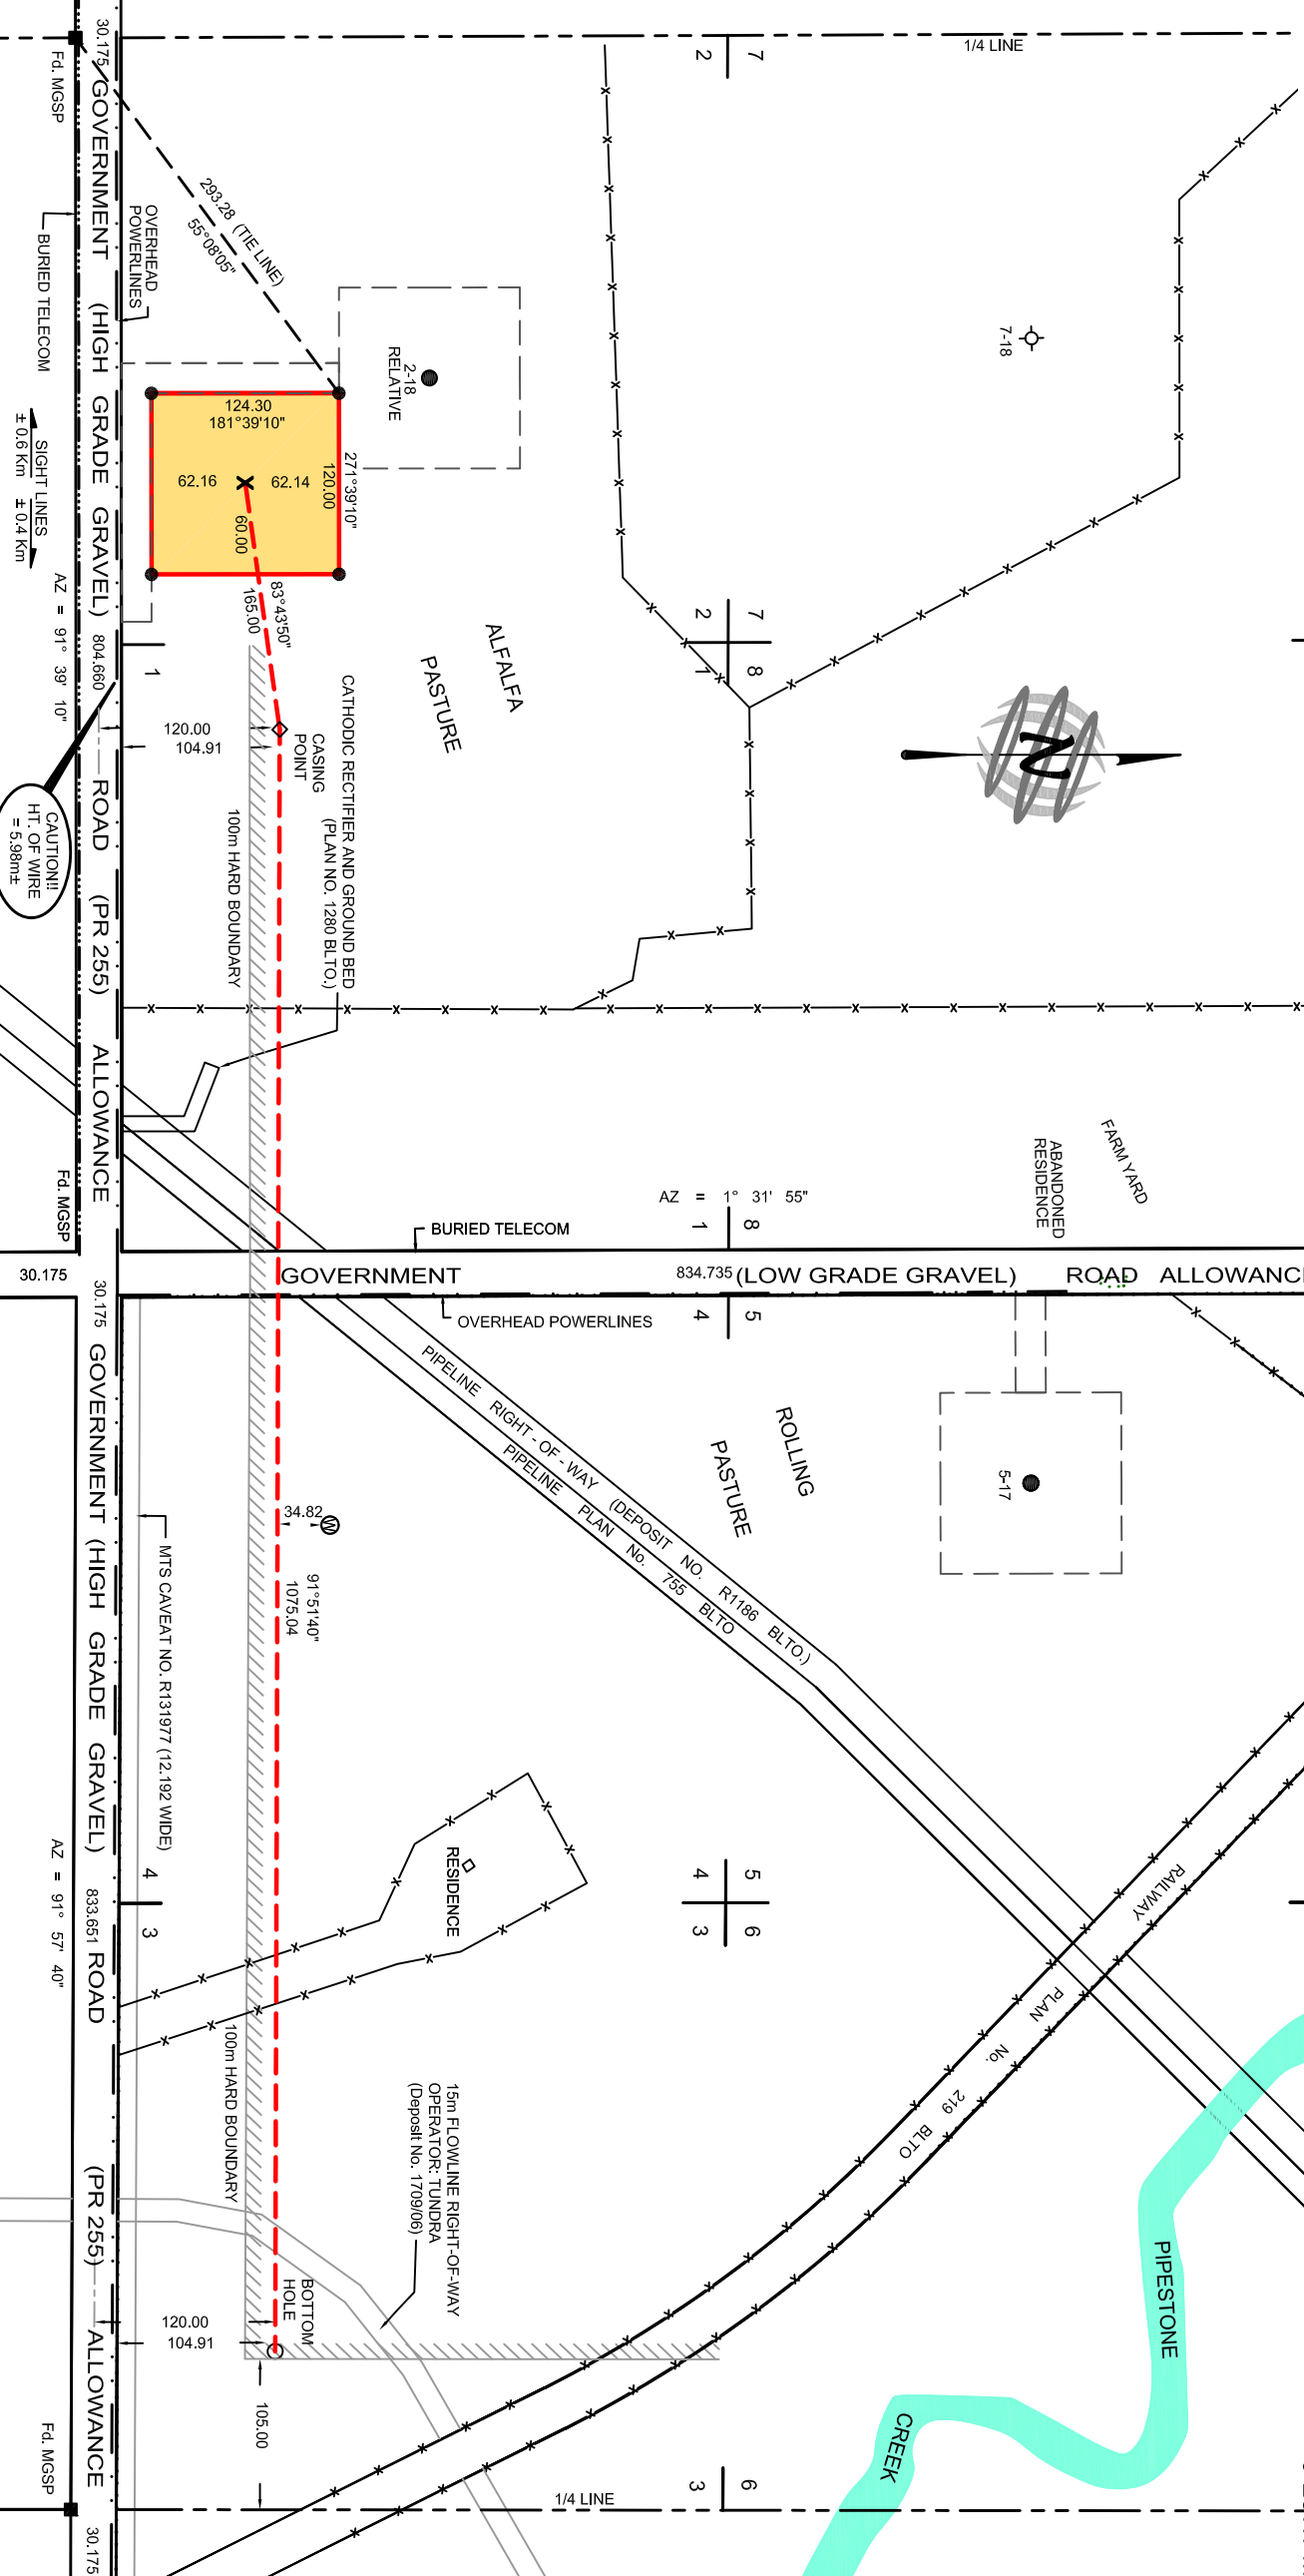 30.175
Fd. MGSP
GOVERNMENT (HIGH GRADE GRAVEL) 804.660 ROAD (PR 255) ALLOWANCE
1/4 LINE
2
7
293.28 (TIE LINE)
55°08'05"
OVERHEAD
POWERLINES
BURIED TELECOM
2-18
RELATIVE
7-18
124.30
181°39'10"
62.16
62.14
120.00
271°39'10"
60.00
SIGHT LINES
± 0.6 Km
± 0.4 Km
AZ = 91° 39' 10"
83°43'50"
165.00
1
ALFALFA
PASTURE
2
7
7
8
120.00
104.91
CASING
POINT
CATHODIC RECTIFIER AND GROUND BED
(PLAN NO. 1280 BLTO.)
100m HARD BOUNDARY
N
CAUTION!!
HT. OF WIRE
= 5.98m±
Fd. MGSP
FARM YARD
ABANDONED
RESIDENCE
AZ = 1° 31' 55"
1
8
BURIED TELECOM
30.175
GOVERNMENT 834.735 (LOW GRADE GRAVEL) ROAD ALLOWANC
30.175
OVERHEAD POWERLINES
4
5
PIPELINE RIGHT - OF - WAY (DEPOSIT NO. R1186 BLTO.)
PIPELINE PLAN No. 755 BLTO
ROLLING
PASTURE
5-17
34.82
W
91°51'40"
1075.04
GOVERNMENT (HIGH GRADE GRAVEL) 833.651 ROAD (PR 255) ALLOWANCE
MTS CAVEAT NO. R131977 (12.192 WIDE)
AZ = 91° 57' 40"
RESIDENCE
4
3
4
5
3
6
RAILWAY PLAN No. 219 BLTO
100m HARD BOUNDARY
15m FLOWLINE RIGHT-OF-WAY
OPERATOR: TUNDRA
(Deposit No. 1709/06)
PIPESTONE
CREEK
BOTTOM
HOLE
120.00
104.91
105.00
Fd. MGSP
3
6
1/4 LINE
30.175